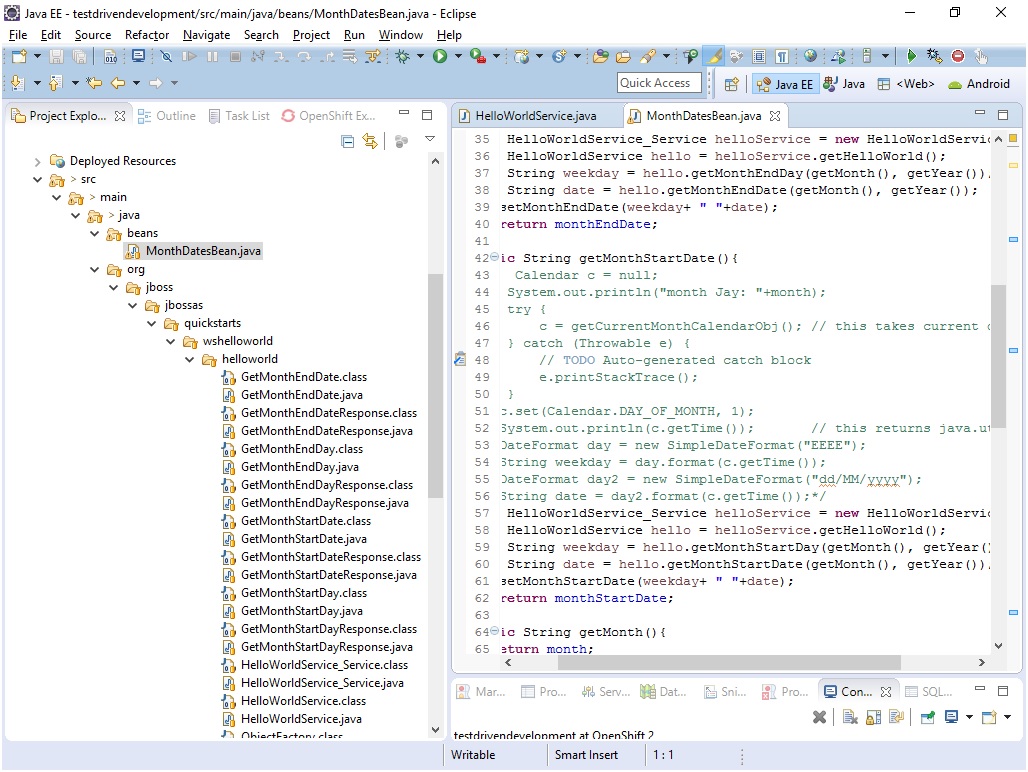 Java EE - testdrivendevelopment/src/main/java/beans/MonthDatesBean.java - Eclipse
File Edit Source Refactor Navigate Search Project Run Window Help
Quick Access Java EE Java <Web> Android
Project Explo... Outline Task List OpenShift Ex...
Deployed Resources
> src
> main
> java
beans
MonthDatesBean.java
org
jboss
jbossas
quickstarts
wshelloworld
helloworld
GetMonthEndDate.class
GetMonthEndDate.java
GetMonthEndDateResponse.class
GetMonthEndDateResponse.java
GetMonthEndDay.class
GetMonthEndDay.java
GetMonthEndDayResponse.class
GetMonthEndDayResponse.java
GetMonthStartDate.class
GetMonthStartDate.java
GetMonthStartDateResponse.class
GetMonthStartDateResponse.java
GetMonthStartDay.class
GetMonthStartDay.java
GetMonthStartDayResponse.class
GetMonthStartDayResponse.java
HelloWorldService_Service.class
HelloWorldService_Service.java
HelloWorldService.class
HelloWorldService.java
ObjectFactory.class
HelloWorldService.java MonthDatesBean.java
35 HelloWorldService_Service helloService = new HelloWorldServic
36 HelloWorldService hello = helloService.getHelloWorld();
37 String weekday = hello.getMonthEndDay(getMonth(), getYear());
38 String date = hello.getMonthEndDate(getMonth(), getYear());
39 setMonthEndDate(weekday+ " "+date);
40 return monthEndDate;
41
42 ic String getMonthStartDate(){
43 Calendar c = null;
44 System.out.println("month Jay: "+month);
45 try {
46 c = getCurrentMonthCalendarObj(); // this takes current
47 } catch (Throwable e) {
48 // TODO Auto-generated catch block
49 e.printStackTrace();
50 }
51 c.set(Calendar.DAY_OF_MONTH, 1);
52 System.out.println(c.getTime()); // this returns java.ut
53 DateFormat day = new SimpleDateFormat("EEEE");
54 String weekday = day.format(c.getTime());
55 DateFormat day2 = new SimpleDateFormat("dd/MM/yyyy");
56 String date = day2.format(c.getTime());*/
57 HelloWorldService_Service helloService = new HelloWorldServic
58 HelloWorldService hello = helloService.getHelloWorld();
59 String weekday = hello.getMonthStartDay(getMonth(), getYear()
60 String date = hello.getMonthStartDate(getMonth(), getYear());
61 setMonthStartDate(weekday+ " "+date);
62 return monthStartDate;
63
64 ic String getMonth(){
65 eturn month;
Mar... Pro... Serv... Dat... Sni... Pro... Con... SQL...
testdrivendevelopment at OpenShift 2
Writable Smart Insert 1 : 1